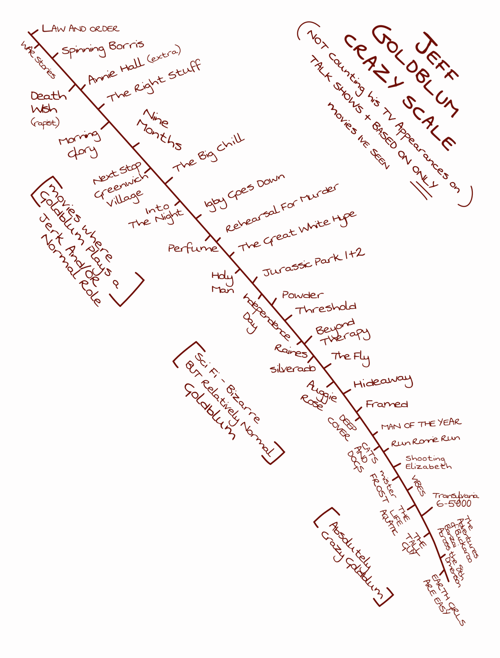 JEFF
GOLDBLUM
CRAZY SCALE
(NOT counting his TV Appearances on
TALK SHOWS + BASED ON ONLY
movies I'VE SEEN)
LAW AND ORDER
WAR Stories
Spinning Borris
Annie Hall (extra)
Death
Wish
(rapist)
The Right Stuff
Morning
Glory
Nine
Months
The Big Chill
Next Stop
Greenwich
Village
Igby Goes Down
Into
The Night
Rehearsal For Murder
Perfume
The Great White Hype
Holy
Man
Jurassic Park 1+2
Powder
Independence
Day
Threshold
Beyond
Therapy
Raines
The Fly
Silverado
Hideaway
Auggie
Rose
Framed
DEEP
COVER
MAN OF THE YEAR
CATS
AND
DOGS
Run Ronnie Run
Shooting
Elizabeth
mister
FROST
VIBES
THE
LIFE
AQUATIC
Transylvania
6-5000
THE
TALL
GUY
The
Adventures
of Buckaroo
Banzai
Across the 8th
Dimension
EARTH GIRLS
ARE EASY
[movies where
Goldblum plays a
Jerk And/OR
Normal Role]
[Sci Fi - Bizarre
BUT Relatively Normal
Goldblum]
[Absolutely
Crazy Goldblum]